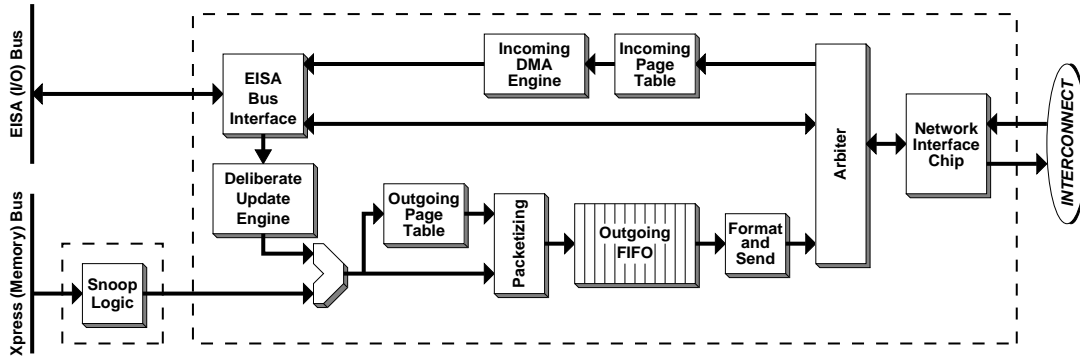 EISA (I/O) Bus
EISA
Bus
Interface
Incoming
DMA
Engine
Incoming
Page
Table
Arbiter
Network
Interface
Chip
INTERCONNECT
Deliberate
Update
Engine
Outgoing
Page
Table
Packetizing
Outgoing
FIFO
Format
and
Send
Xpress (Memory) Bus
Snoop
Logic